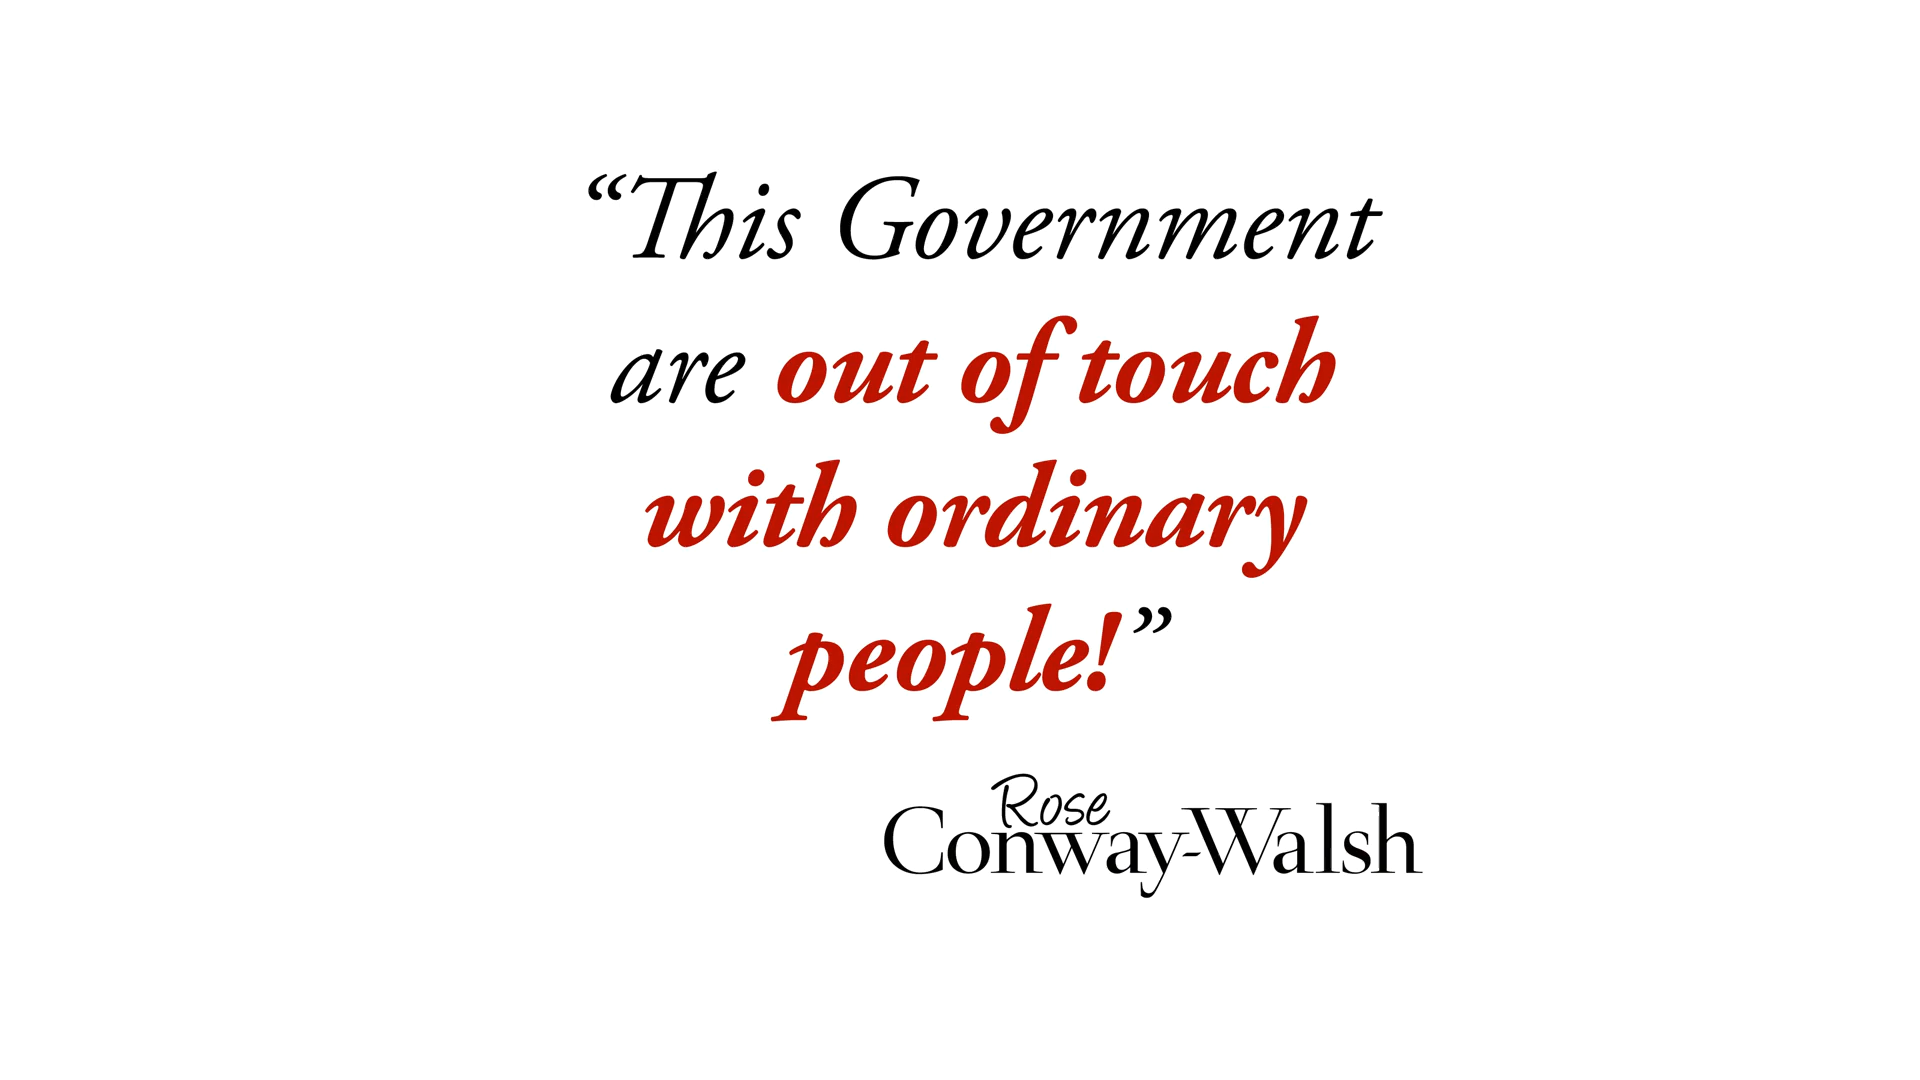 “This Government
are out of touch
with ordinary
people!”
Rose
Conway-Walsh